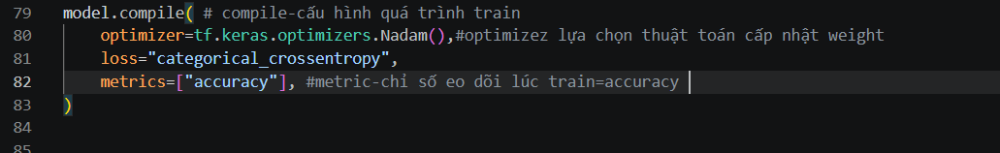 79 model.compile( # compile-cấu hình quá trình train
80 optimizer=tf.keras.optimizers.Nadam(),#optimizez lựa chọn thuật toán cấp nhật weight
81 loss="categorical_crossentropy",
82 metrics=["accuracy"], #metric-chỉ số eo dõi lúc train=accuracy
83 )
84
85